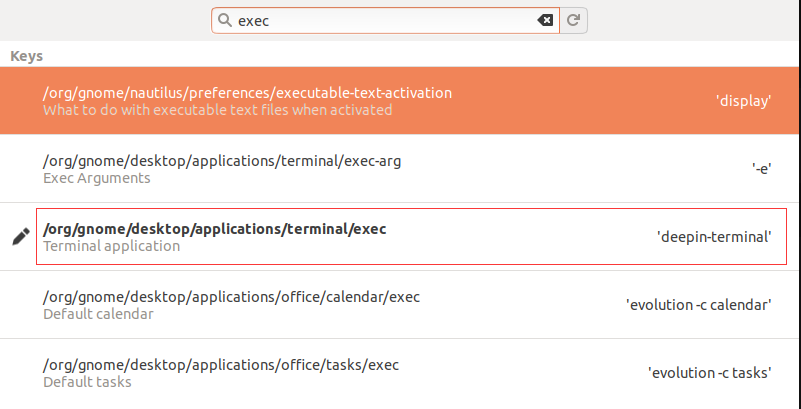 exec
Keys
/org/gnome/nautilus/preferences/executable-text-activation
'display'
What to do with executable text files when activated
/org/gnome/desktop/applications/terminal/exec-arg
'-e'
Exec Arguments
/org/gnome/desktop/applications/terminal/exec
'deepin-terminal'
Terminal application
/org/gnome/desktop/applications/office/calendar/exec
'evolution -c calendar'
Default calendar
/org/gnome/desktop/applications/office/tasks/exec
'evolution -c tasks'
Default tasks